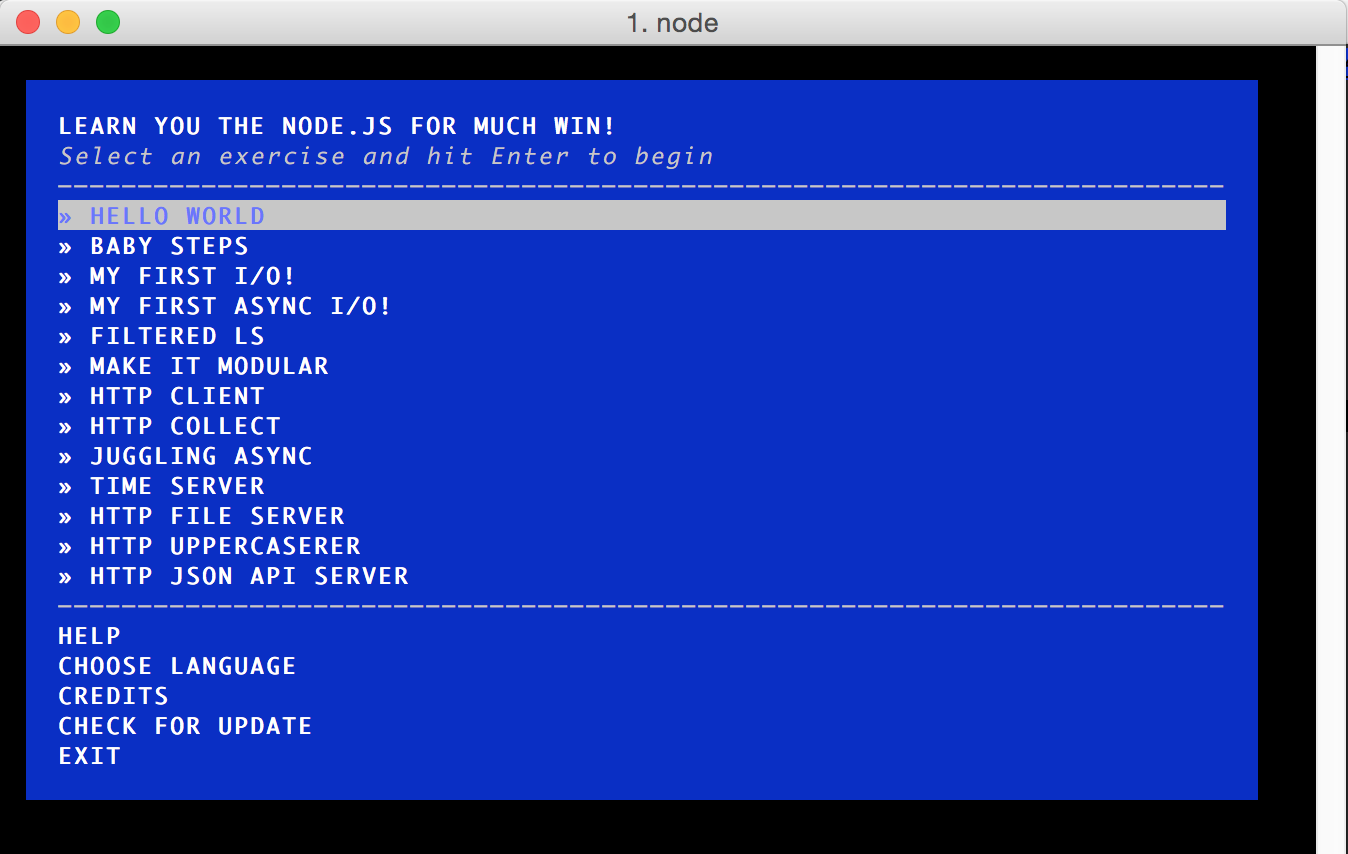 1. node
LEARN YOU THE NODE.JS FOR MUCH WIN!
Select an exercise and hit Enter to begin
» HELLO WORLD
» BABY STEPS
» MY FIRST I/O!
» MY FIRST ASYNC I/O!
» FILTERED LS
» MAKE IT MODULAR
» HTTP CLIENT
» HTTP COLLECT
» JUGGLING ASYNC
» TIME SERVER
» HTTP FILE SERVER
» HTTP UPPERCASERER
» HTTP JSON API SERVER
HELP
CHOOSE LANGUAGE
CREDITS
CHECK FOR UPDATE
EXIT